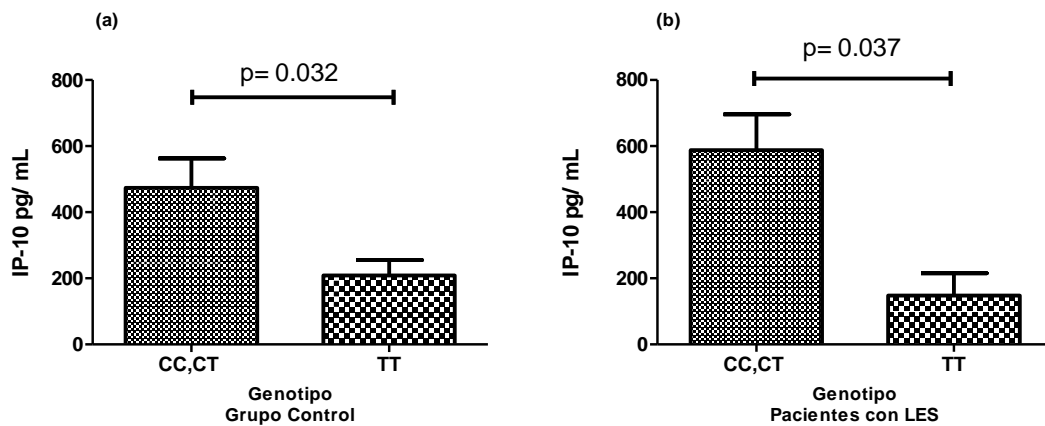 (a)
p= 0.032
800
600
400
200
0
IP-10 pg/ mL
CC,CT
TT
Genotipo
Grupo Control
(b)
p= 0.037
800
600
400
200
0
IP-10 pg/ mL
CC,CT
TT
Genotipo
Pacientes con LES